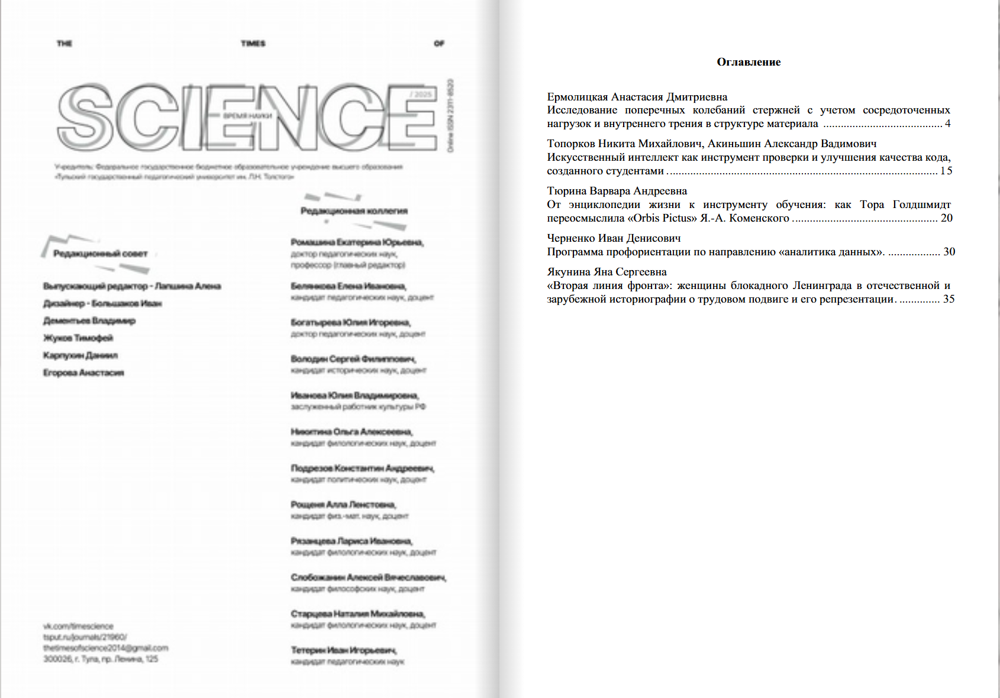 THE TIMES OF
SCIENCE
/ 2025
ВРЕМЯ НАУКИ
Online ISSN 2311-8520
Учредитель: Федеральное государственное бюджетное образовательное учреждение высшего образования
«Тульский государственный педагогический университет им. Л.Н. Толстого»
Редакционный совет
Выпускающий редактор - Лапшина Алена
Дизайнер - Большаков Иван
Дементьев Владимир
Жуков Тимофей
Карпухин Даниил
Егорова Анастасия
vk.com/timescience
tsput.ru/journals/21960/
thetimesofscience2014@gmail.com
300026, г. Тула, пр. Ленина, 125
Редакционная коллегия
Ромашина Екатерина Юрьевна,
доктор педагогических наук,
профессор (главный редактор)
Белянкова Елена Ивановна,
кандидат педагогических наук, доцент
Богатырева Юлия Игоревна,
доктор педагогических наук, доцент
Володин Сергей Филиппович,
кандидат исторических наук, доцент
Иванова Юлия Владимировна,
заслуженный работник культуры РФ
Никитина Ольга Алексеевна,
кандидат филологических наук, доцент
Подрезов Константин Андреевич,
кандидат политических наук, доцент
Рощеня Алла Ленстовна,
кандидат физ.-мат. наук, доцент
Рязанцева Лариса Ивановна,
кандидат филологических наук, доцент
Слобожанин Алексей Вячеславович,
кандидат философских наук, доцент
Старцева Наталия Михайловна,
кандидат филологических наук, доцент
Тетерин Иван Игорьевич,
кандидат педагогических наук
Оглавление
Ермолицкая Анастасия Дмитриевна
Исследование поперечных колебаний стержней с учетом сосредоточенных
нагрузок и внутреннего трения в структуре материала ......................................... 4
Топорков Никита Михайлович, Акиньшин Александр Вадимович
Искусственный интеллект как инструмент проверки и улучшения качества кода,
созданного студентами ............................................................................................. 15
Тюрина Варвара Андреевна
От энциклопедии жизни к инструменту обучения: как Тора Голдшмидт
переосмыслила «Orbis Pictus» Я.-А. Коменского .................................................. 20
Черненко Иван Денисович
Программа профориентации по направлению «аналитика данных». .................. 30
Якунина Яна Сергеевна
«Вторая линия фронта»: женщины блокадного Ленинграда в отечественной и
зарубежной историографии о трудовом подвиге и его репрезентации. .............. 35